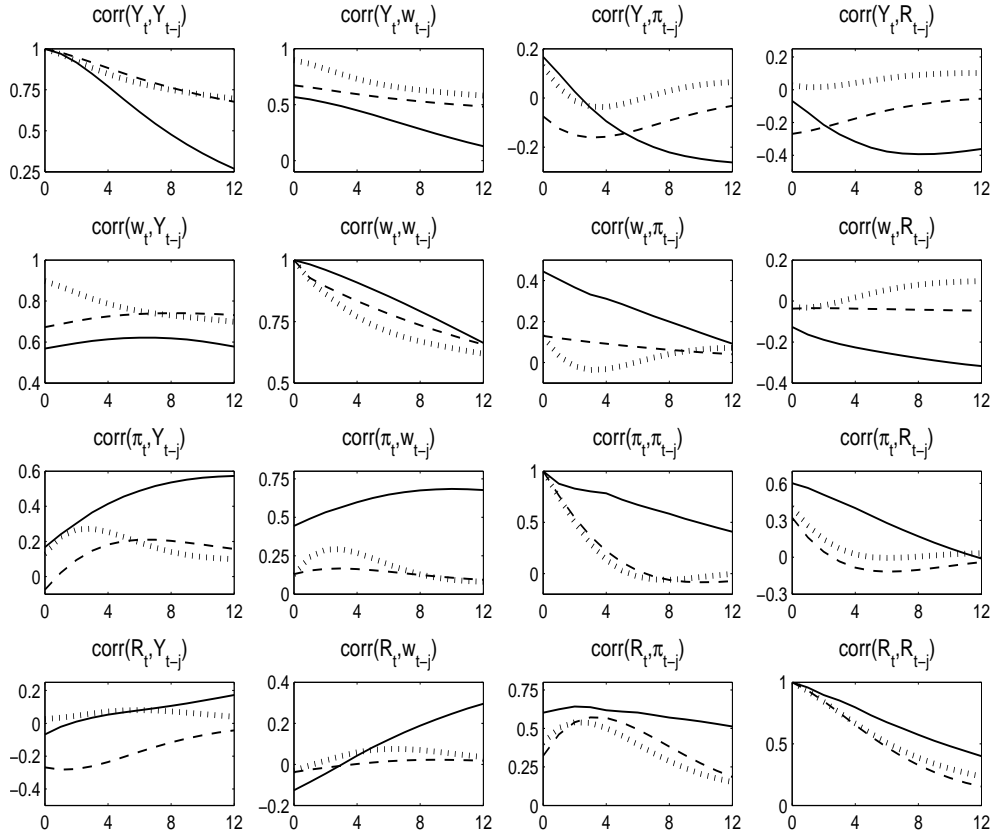 corr(Y_t,Y_{t−j}) corr(Y_t,w_{t−j}) corr(Y_t,π_{t−j}) corr(Y_t,R_{t−j})
1 0.75 0.5 0.25 0 4 8 12
1 0.5 0 0 4 8 12
0.2 0 −0.2 0 4 8 12
0.2 0 −0.2 −0.4 0 4 8 12
corr(w_t,Y_{t−j}) corr(w_t,w_{t−j}) corr(w_t,π_{t−j}) corr(w_t,R_{t−j})
1 0.8 0.6 0.4 0 4 8 12
1 0.75 0.5 0 4 8 12
0.4 0.2 0 0 4 8 12
0.2 0 −0.2 −0.4 0 4 8 12
corr(π_t,Y_{t−j}) corr(π_t,w_{t−j}) corr(π_t,π_{t−j}) corr(π_t,R_{t−j})
0.6 0.4 0.2 0 0 4 8 12
0.75 0.5 0.25 0 0 4 8 12
1 0.5 0 0 4 8 12
0.6 0.3 0 −0.3 0 4 8 12
corr(R_t,Y_{t−j}) corr(R_t,w_{t−j}) corr(R_t,π_{t−j}) corr(R_t,R_{t−j})
0.2 0 −0.2 −0.4 0 4 8 12
0.4 0.2 0 −0.2 0 4 8 12
0.75 0.5 0.25 0 0 4 8 12
1 0.5 0 0 4 8 12